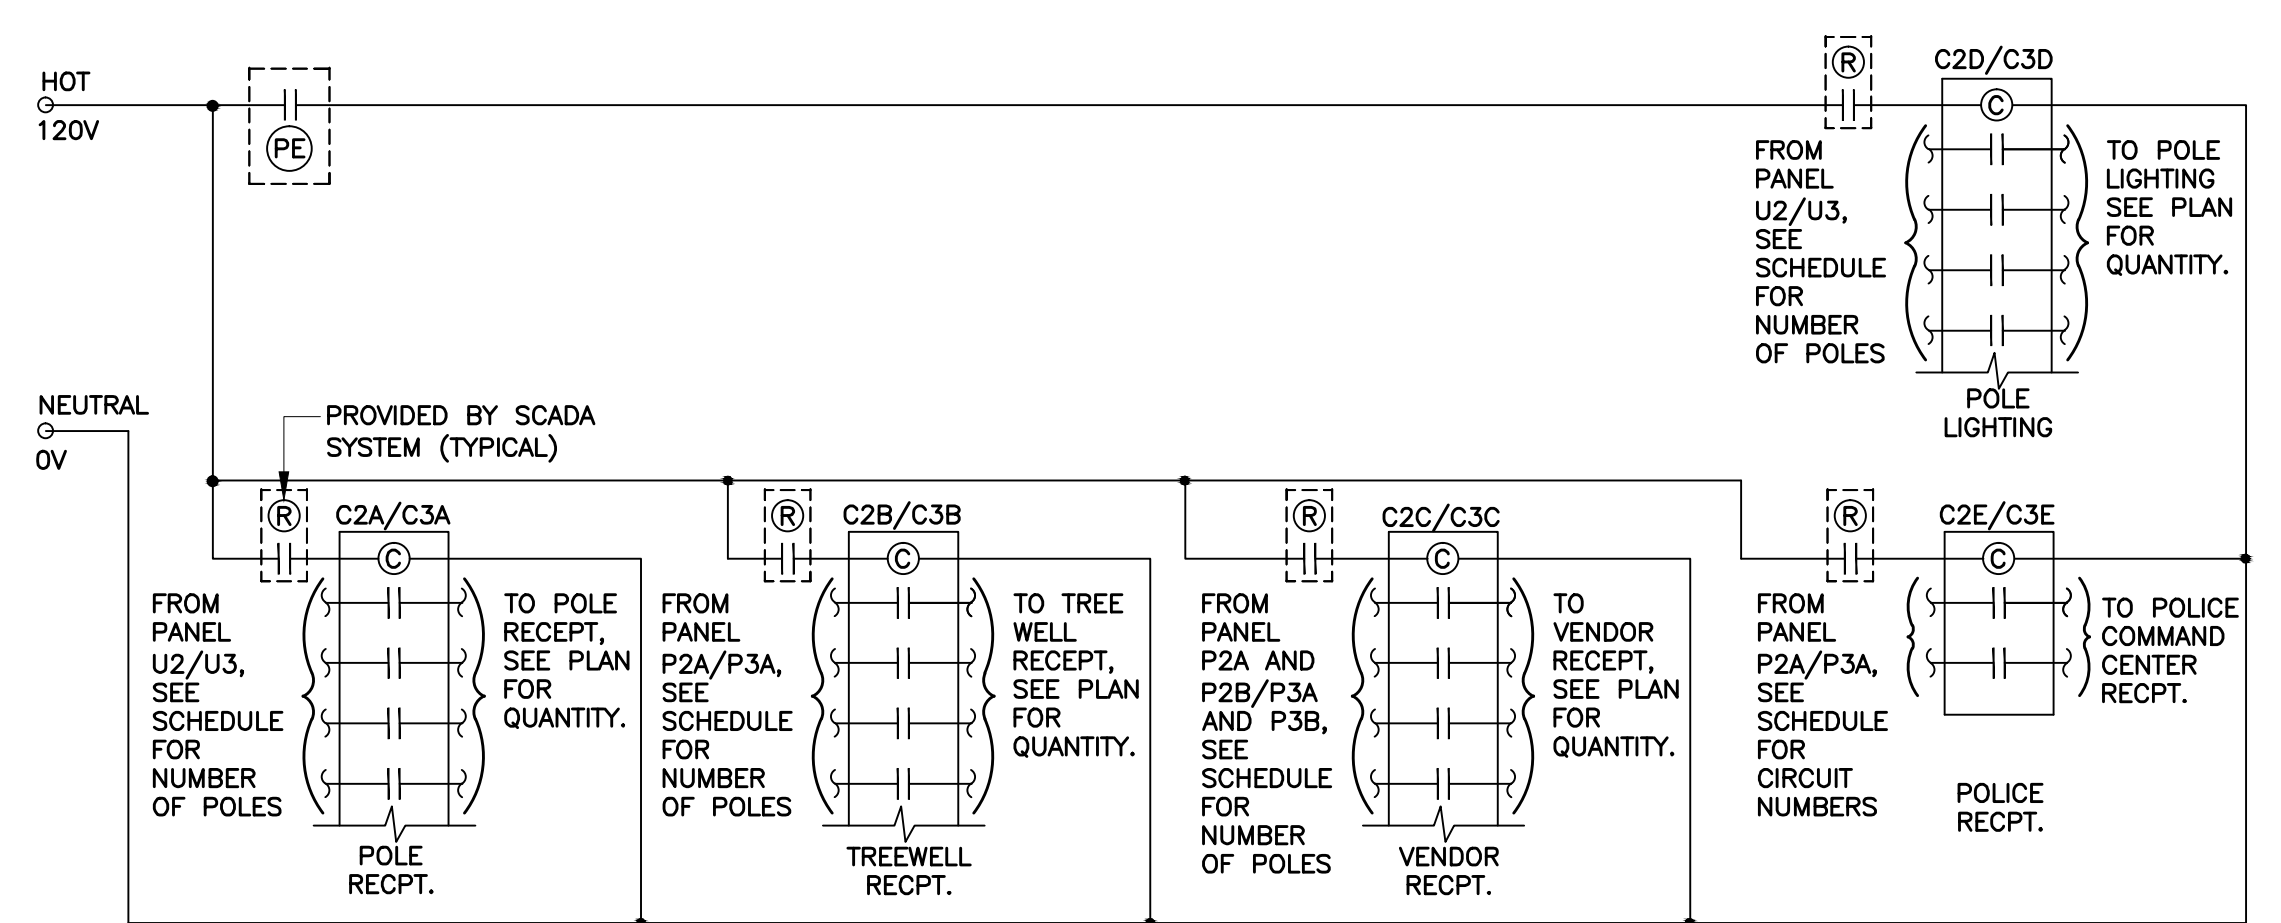 HOT
120V
PE
R
C2D/C3D
C
FROM
PANEL
U2/U3,
SEE
SCHEDULE
FOR
NUMBER
OF POLES
TO POLE
LIGHTING
SEE PLAN
FOR
QUANTITY.
POLE
LIGHTING
NEUTRAL
0V
PROVIDED BY SCADA
SYSTEM (TYPICAL)
R
C2A/C3A
C
FROM
PANEL
U2/U3,
SEE
SCHEDULE
FOR
NUMBER
OF POLES
TO POLE
RECEPT,
SEE PLAN
FOR
QUANTITY.
POLE
RECPT.
R
C2B/C3B
C
FROM
PANEL
P2A/P3A,
SEE
SCHEDULE
FOR
NUMBER
OF POLES
TO TREE
WELL
RECEPT,
SEE PLAN
FOR
QUANTITY.
TREEWELL
RECPT.
R
C2C/C3C
C
FROM
PANEL
P2A AND
P2B/P3A
AND P3B,
SEE
SCHEDULE
FOR
NUMBER
OF POLES
TO
VENDOR
RECEPT,
SEE PLAN
FOR
QUANTITY.
VENDOR
RECPT.
R
C2E/C3E
C
FROM
PANEL
P2A/P3A,
SEE
SCHEDULE
FOR
CIRCUIT
NUMBERS
TO POLICE
COMMAND
CENTER
RECPT.
POLICE
RECPT.